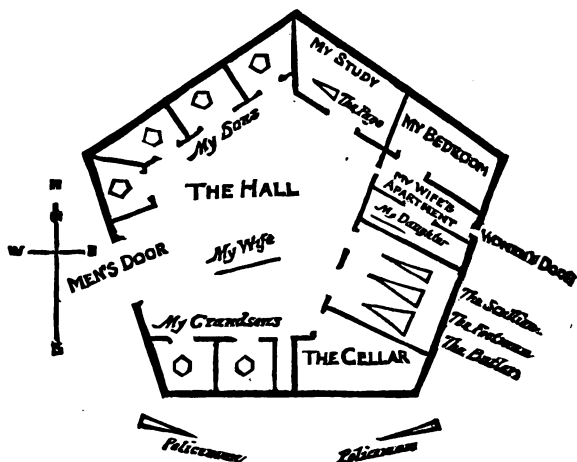 MY STUDY
The Page
MY BEDROOM
My Sons
THE HALL
MY WIFE'S
APARTMENT
My Daughter
WOMEN'S DOOR
N
W
E
S
MEN'S DOOR
My Wife
The Scullion
The Footman
The Butler
My Grandsons
THE CELLAR
Policeman
Policeman